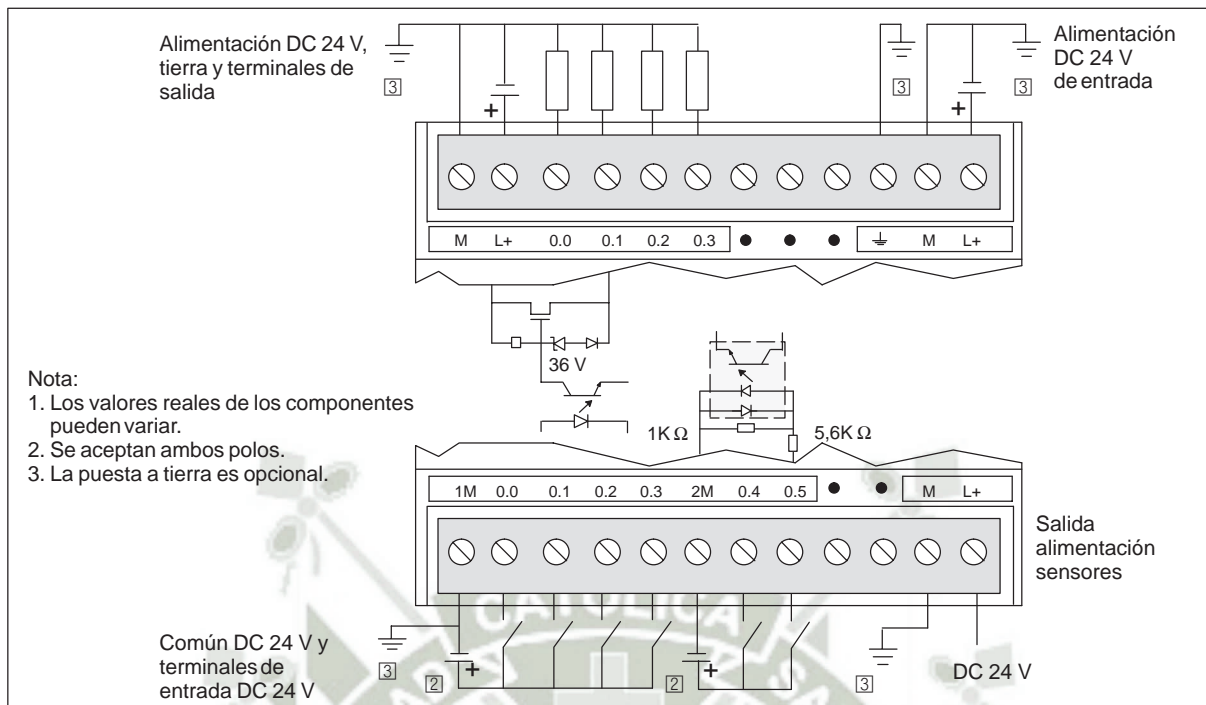 Alimentación DC 24 V,
tierra y terminales de
salida
3
+
3
+
3
Alimentación
DC 24 V
de entrada
M L+ 0.0 0.1 0.2 0.3 M L+
36 V
1K Ω
5,6K Ω
Nota:
1. Los valores reales de los componentes
pueden variar.
2. Se aceptan ambos polos.
3. La puesta a tierra es opcional.
1M 0.0 0.1 0.2 0.3 2M 0.4 0.5 M L+
Salida
alimentación
sensores
CATOLICA
Común DC 24 V y
terminales de
entrada DC 24 V
3
2
+
2
+
3
DC 24 V